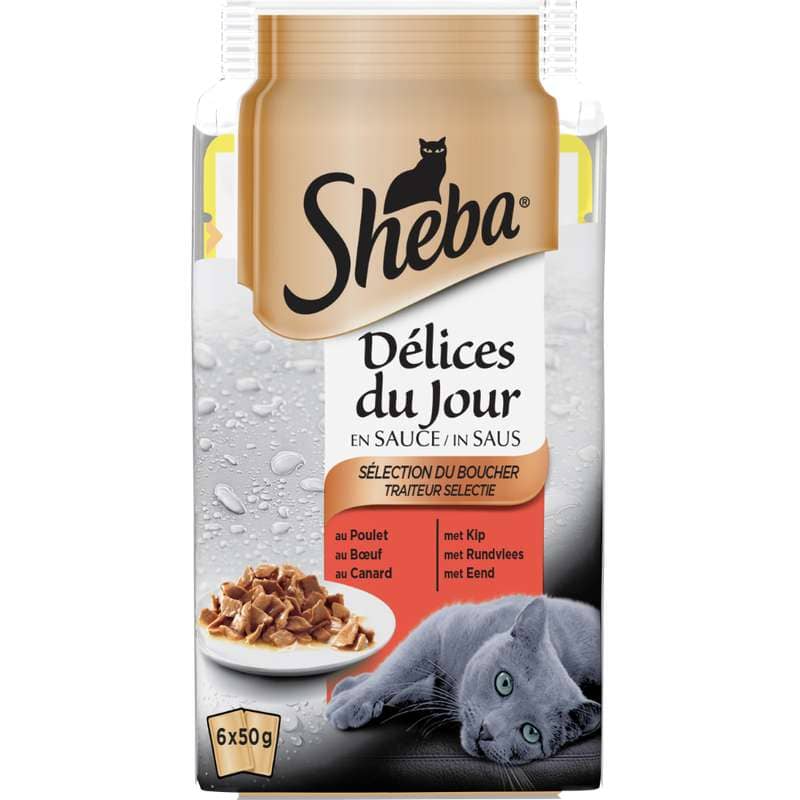 Sheba®
Délices
du Jour
EN SAUCE / IN SAUS
SÉLECTION DU BOUCHER
TRAITEUR SELECTIE
au Poulet
au Bœuf
au Canard
met Kip
met Rundvlees
met Eend
6x50g